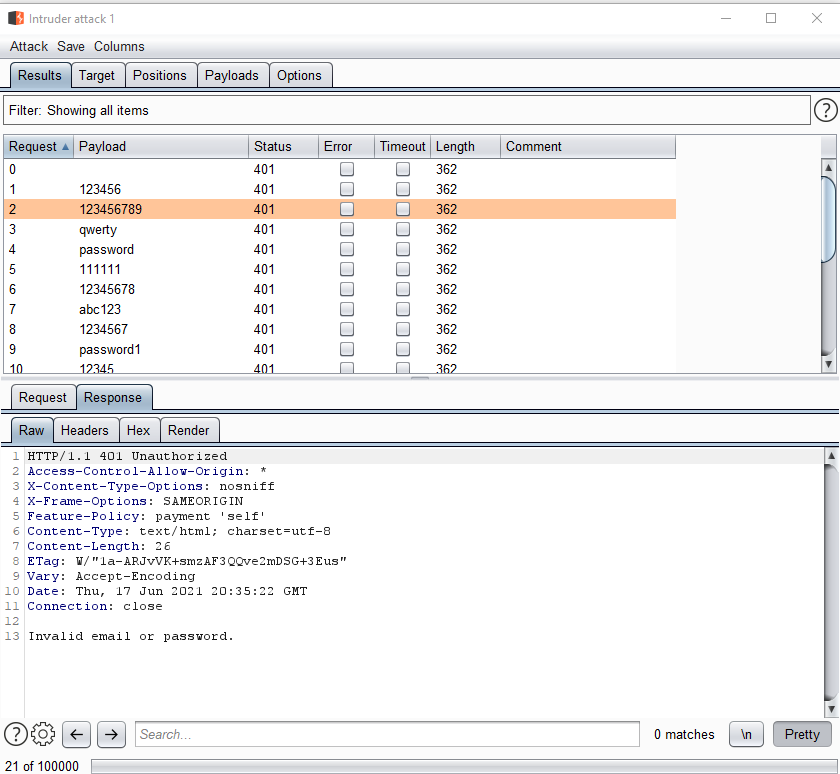 Intruder attack 1
Attack Save Columns
Results Target Positions Payloads Options
Filter: Showing all items ?
Request Payload Status Error Timeout Length Comment
0 401 362
1 123456 401 362
2 123456789 401 362
3 qwerty 401 362
4 password 401 362
5 111111 401 362
6 12345678 401 362
7 abc123 401 362
8 1234567 401 362
9 password1 401 362
10 12345 401 362
Request Response
Raw Headers Hex Render
1 HTTP/1.1 401 Unauthorized
2 Access-Control-Allow-Origin: *
3 X-Content-Type-Options: nosniff
4 X-Frame-Options: SAMEORIGIN
5 Feature-Policy: payment 'self'
6 Content-Type: text/html; charset=utf-8
7 Content-Length: 26
8 ETag: W/"1a-ARJvVK+smzAF3QQve2mDSG+3Eus"
9 Vary: Accept-Encoding
10 Date: Thu, 17 Jun 2021 20:35:22 GMT
11 Connection: close
12
13 Invalid email or password.
? Search... 0 matches \n Pretty
21 of 100000